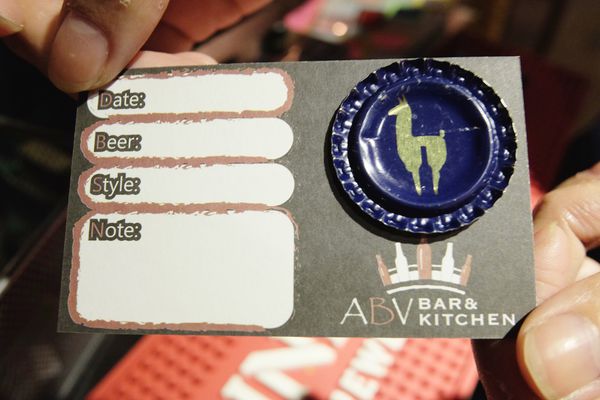 Date:
Beer:
Style:
Note:
ABV BAR &
KITCHEN